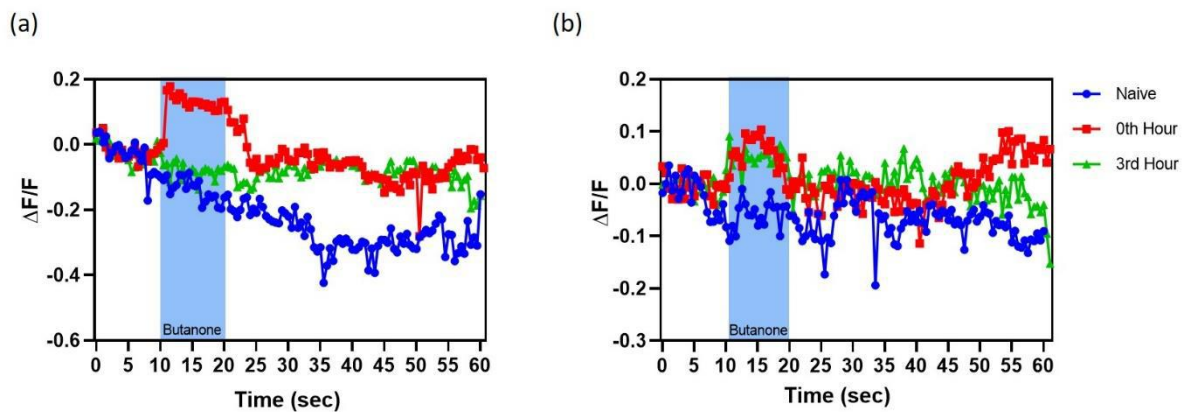 (a)
(b)
0.2
0.0
-0.2
-0.4
-0.6
ΔF/F
Butanone
0 5 10 15 20 25 30 35 40 45 50 55 60
Time (sec)
0.2
0.1
0.0
-0.1
-0.2
-0.3
ΔF/F
Butanone
0 5 10 15 20 25 30 35 40 45 50 55 60
Time (sec)
Naive
0th Hour
3rd Hour